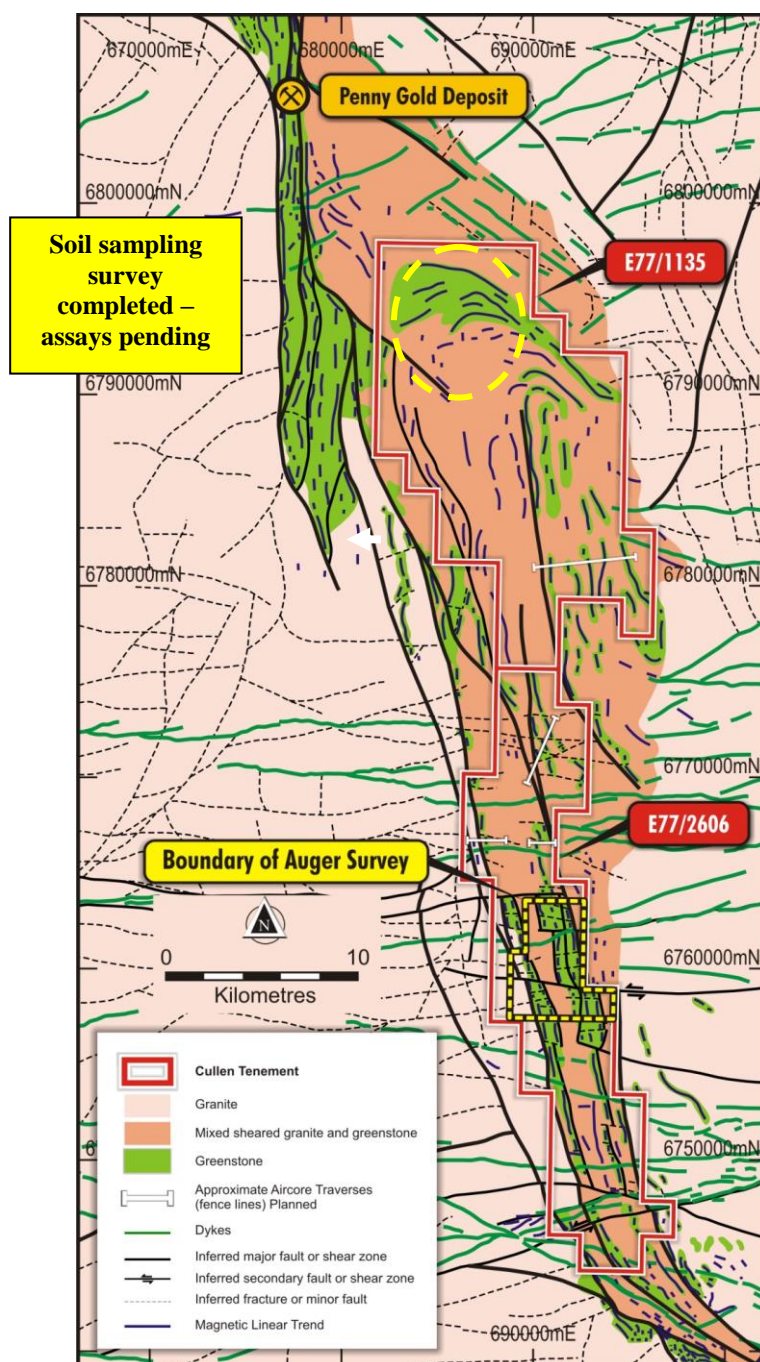 670000mE
680000mE
690000mE
Penny Gold Deposit
6800000mN
6800000mN
Soil sampling
survey
completed –
assays pending
E77/1135
6790000mN
6790000mN
6780000mN
6780000mN
6770000mN
6770000mN
E77/2606
Boundary of Auger Survey
N
0
10
Kilometres
6760000mN
Cullen Tenement
Granite
Mixed sheared granite and greenstone
Greenstone
Approximate Aircore Traverses
(fence lines) Planned
Dykes
Inferred major fault or shear zone
Inferred secondary fault or shear zone
Inferred fracture or minor fault
Magnetic Linear Trend
6750000mN
690000mE